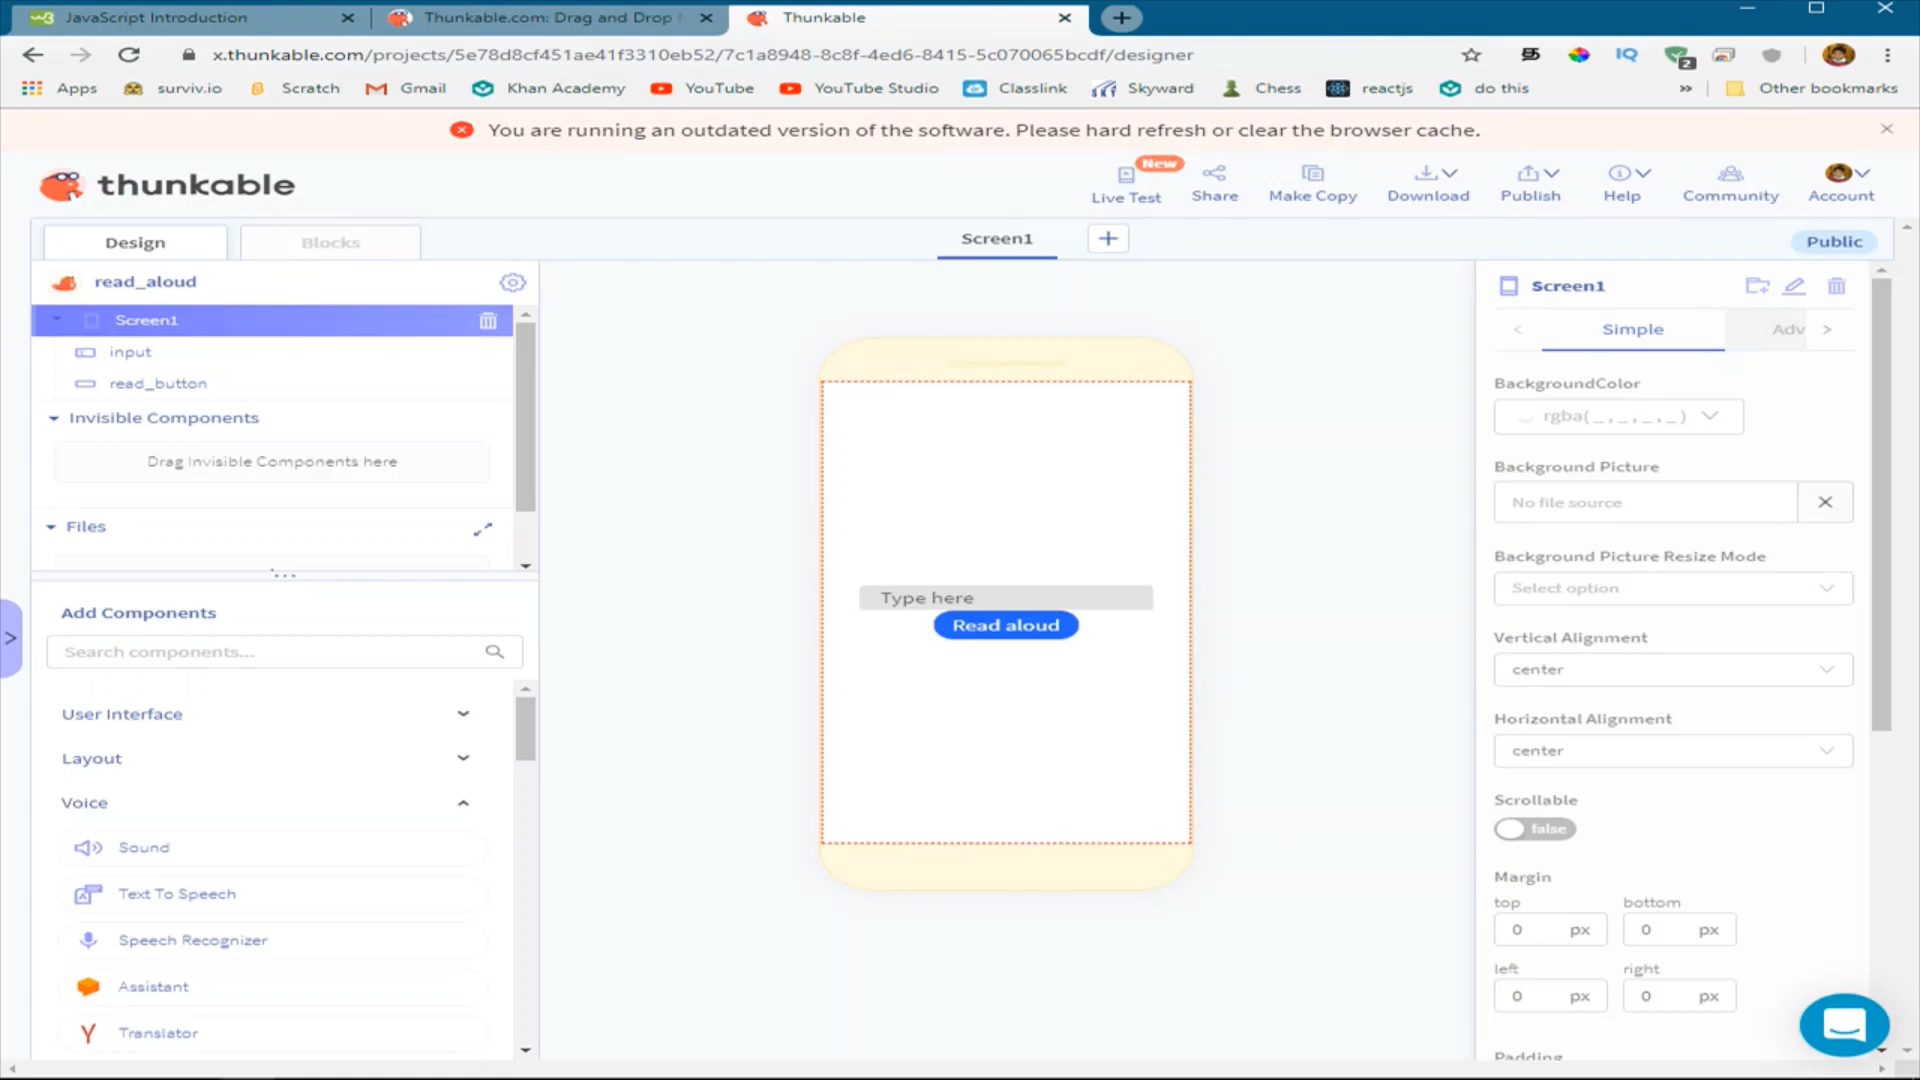 JavaScript Introduction
Thunkable.com: Drag and Drop
Thunkable
x.thunkable.com/projects/5e78d8cf451ae41f3310eb52/7c1a8948-8c8f-4ed6-8415-5c070065bcdf/designer
IQ
2
Apps
surviv.io
Scratch
Gmail
Khan Academy
YouTube
YouTube Studio
Classlink
Skyward
Chess
reactjs
do this
»
Other bookmarks
You are running an outdated version of the software. Please hard refresh or clear the browser cache.
thunkable
New
Live Test
Share
Make Copy
Download
Publish
Help
Community
Account
Design
Blocks
Screen1
Public
read_aloud
Screen1
input
read_button
Invisible Components
Drag Invisible Components here
Files
Add Components
Search components...
User Interface
Layout
Voice
Sound
Text To Speech
Speech Recognizer
Assistant
Translator
Type here
Read aloud
Screen1
Simple
Adv
BackgroundColor
rgba(_,_,_,_)
Background Picture
No file source
Background Picture Resize Mode
Select option
Vertical Alignment
center
Horizontal Alignment
center
Scrollable
false
Margin
top bottom
0 px 0 px
left right
0 px 0 px
Padding